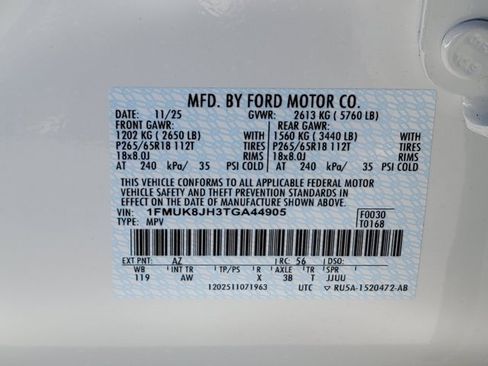 MFD. BY FORD MOTOR CO.
DATE: 11/25 GVWR: 2613 KG ( 5760 LB)
FRONT GAWR: REAR GAWR:
1202 KG ( 2650 LB) WITH 1560 KG ( 3440 LB) WITH
P265/65R18 112T TIRES P265/65R18 112T TIRES
18x8.0J RIMS 18x8.0J RIMS
AT 240 kPa/ 35 PSI COLD AT 240 kPa/ 35 PSI COLD
THIS VEHICLE CONFORMS TO ALL APPLICABLE FEDERAL MOTOR
VEHICLE SAFETY AND THEFT PREVENTION STANDARDS IN
EFFECT ON THE DATE OF MANUFACTURE SHOWN ABOVE.
VIN: 1FMUK8JH3TGA44905 F0030
TYPE: MPV T0168
EXT PNT: AZ RC: 56 DSO:
WB INT TR TP/PS R AXLE TR SPR
119 AW X 3B T JJUU
1202511071963 UTC ▽ RU5A-1520472-AB